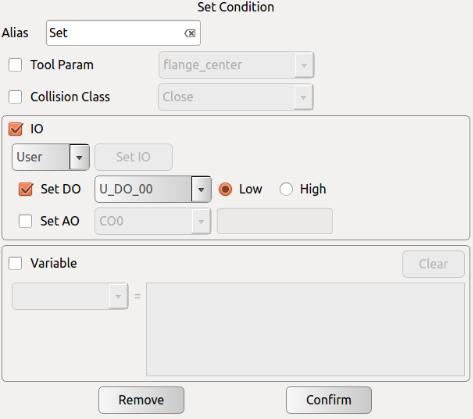 Set Condition
Alias Set
Tool Param flange_center
Collision Class Close
IO
User Set IO
Set DO U_DO_00 Low High
Set AO CO0
Variable Clear
=
Remove Confirm